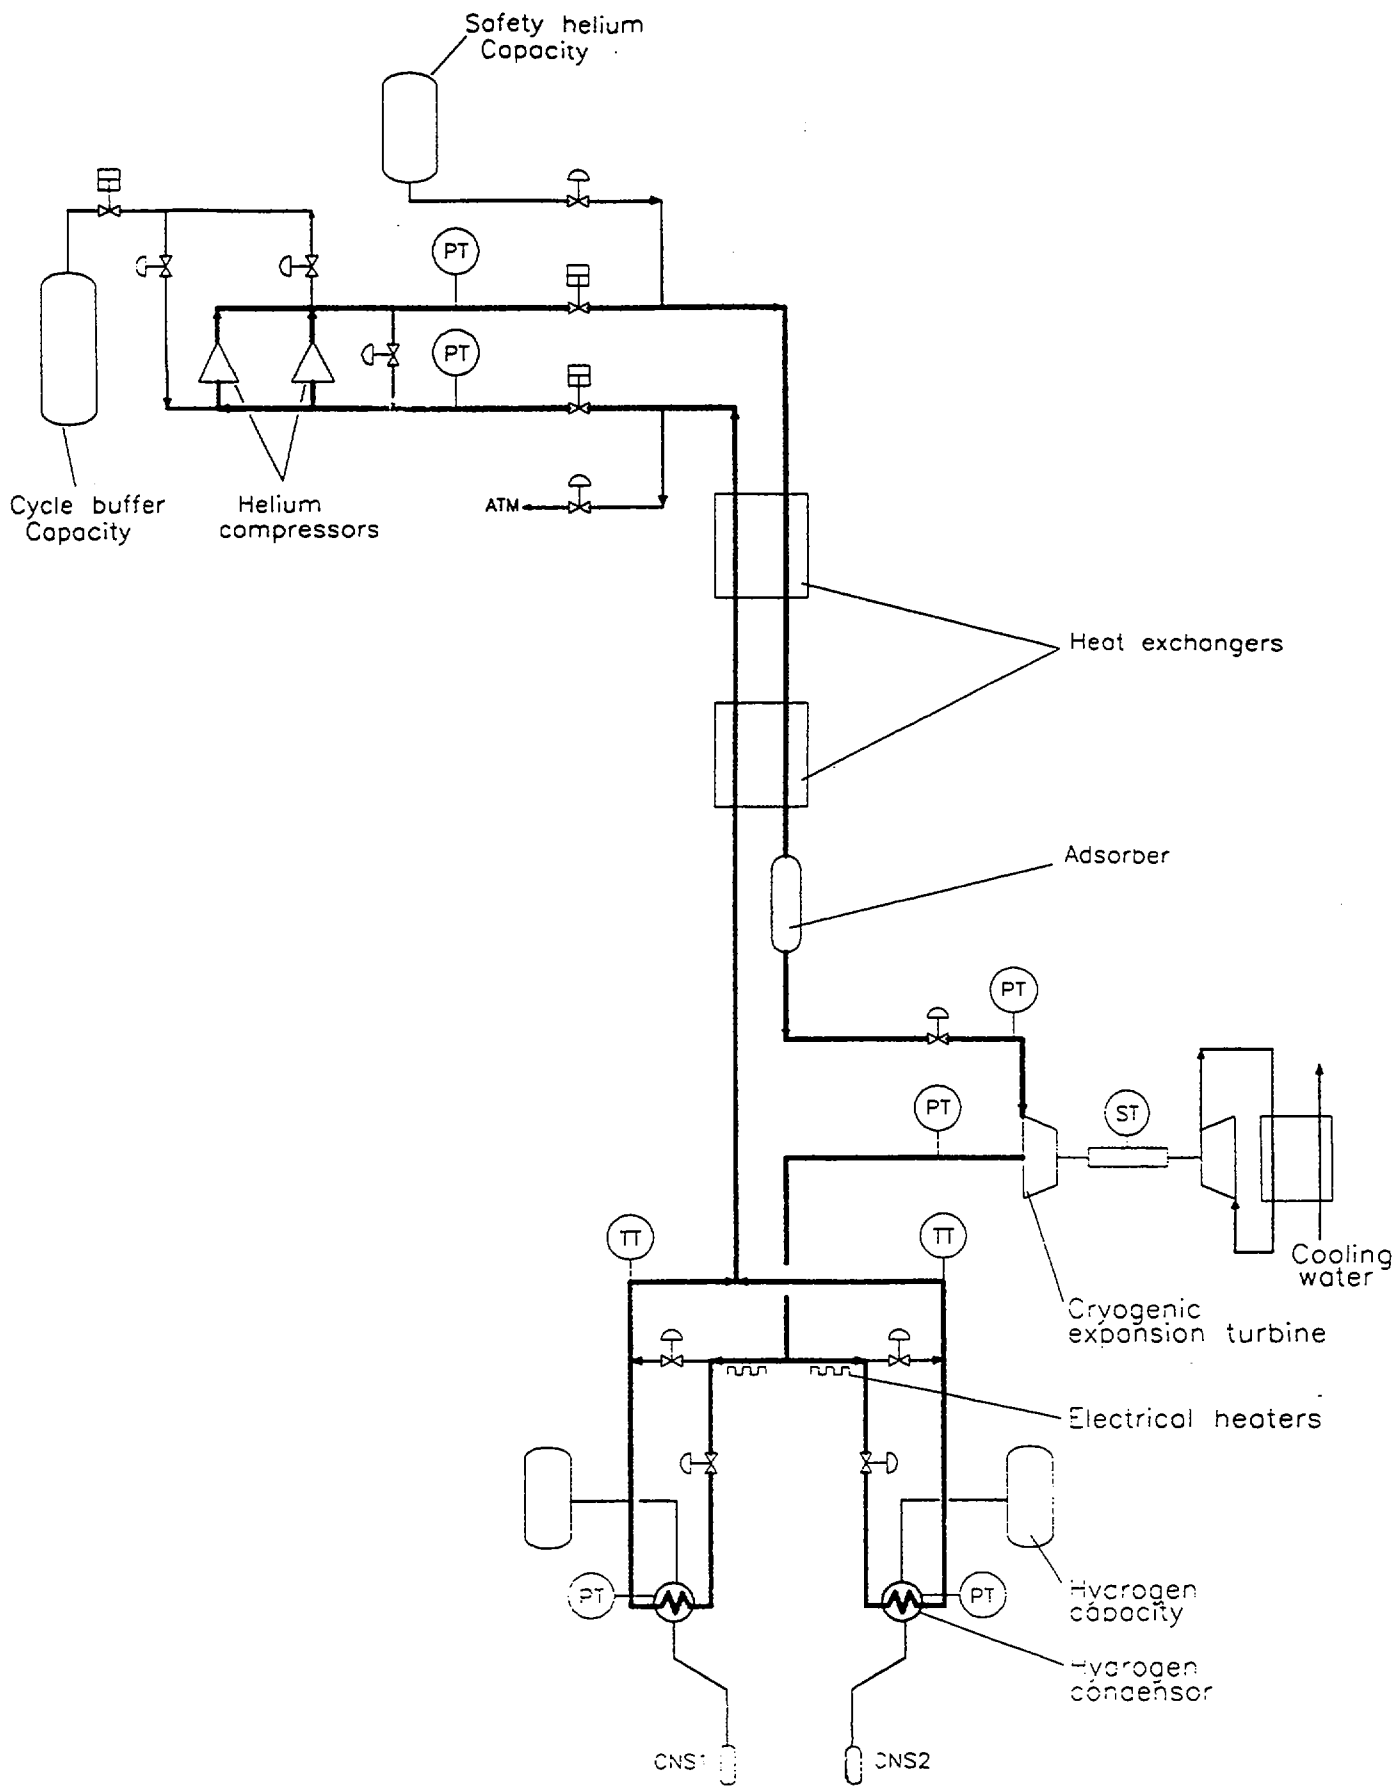 Safety helium
Capacity
PT
PT
Cycle buffer
Capacity
Helium
compressors
ATM
Heat exchangers
Adsorber
PT
PT
ST
TT
TT
Cooling
water
Cryogenic
expansion turbine
Electrical heaters
PT
PT
Hydrogen
capacity
Hydrogen
condensor
CNS1
CNS2